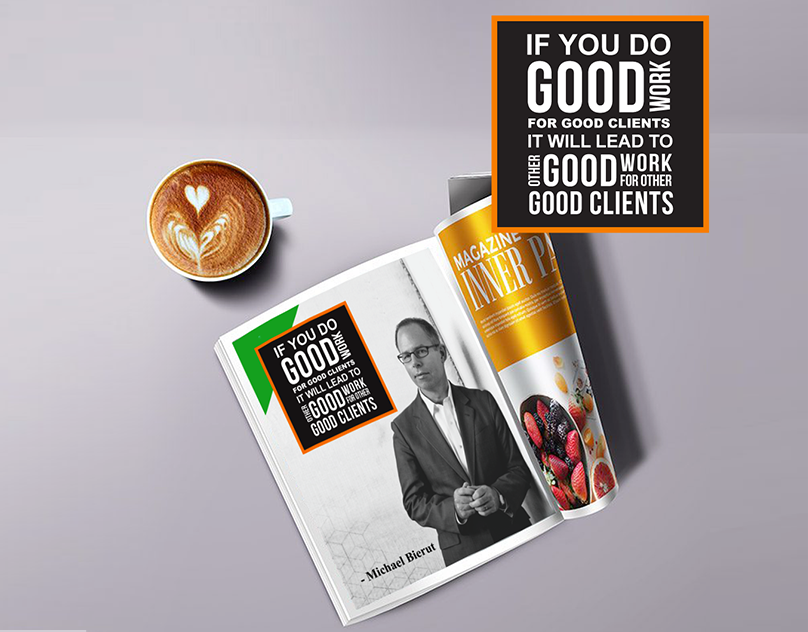 IF YOU DO
GOOD WORK
FOR GOOD CLIENTS
IT WILL LEAD TO
OTHER GOOD WORK
FOR OTHER
GOOD CLIENTS
MAGAZINE
INNER PA
IF YOU DO
GOOD WORK
FOR GOOD CLIENTS
IT WILL LEAD TO
OTHER GOOD WORK
FOR OTHER
GOOD CLIENTS
- Michael Bierut